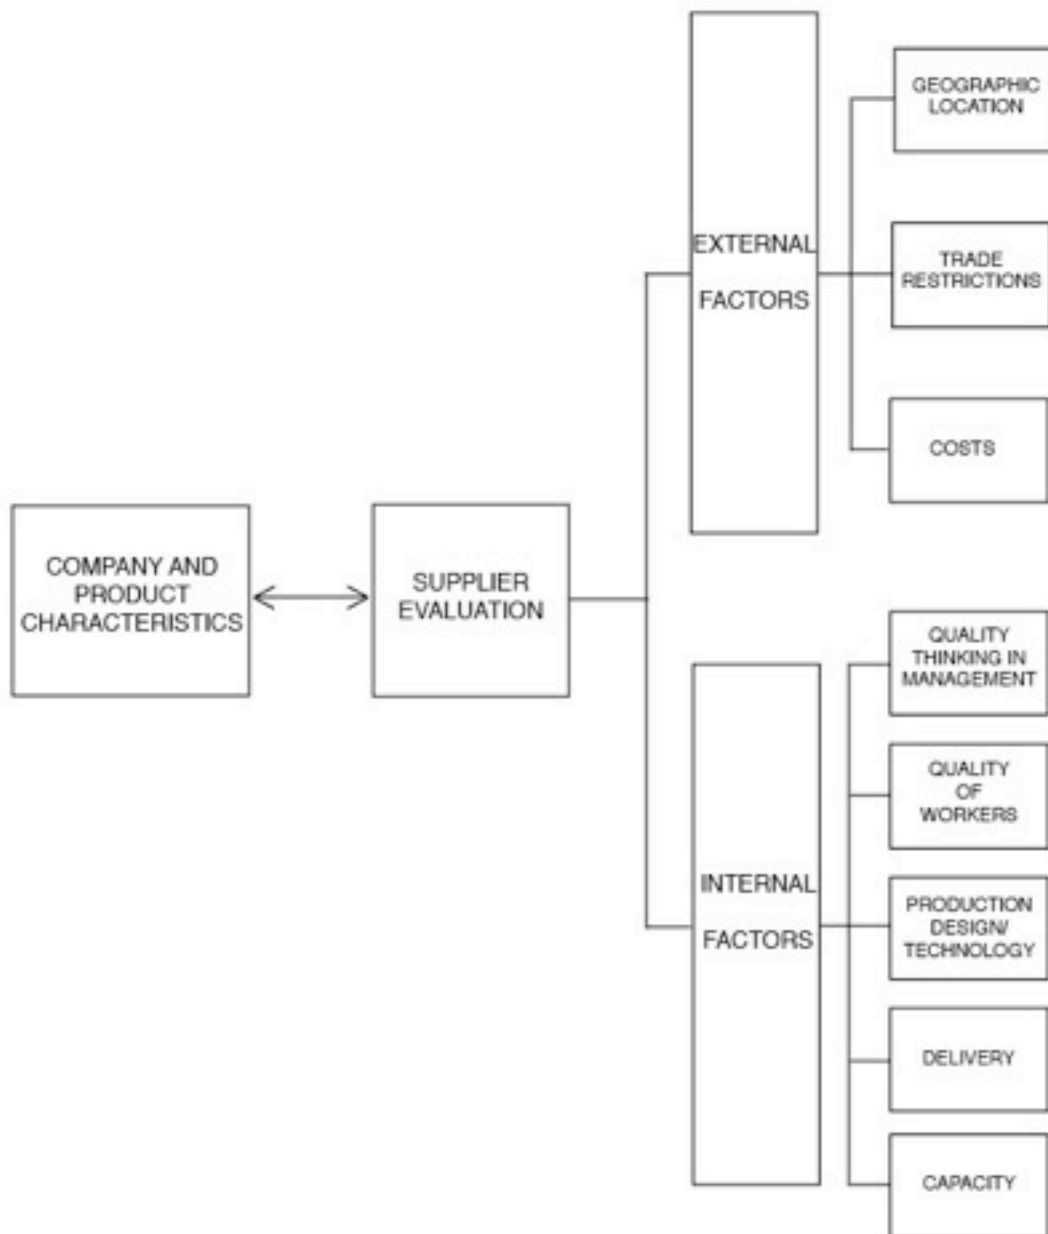 COMPANY AND
PRODUCT
CHARACTERISTICS
SUPPLIER
EVALUATION
EXTERNAL
FACTORS
GEOGRAPHIC
LOCATION
TRADE
RESTRICTIONS
COSTS
INTERNAL
FACTORS
QUALITY
THINKING IN
MANAGEMENT
QUALITY
OF
WORKERS
PRODUCTION
DESIGN/
TECHNOLOGY
DELIVERY
CAPACITY